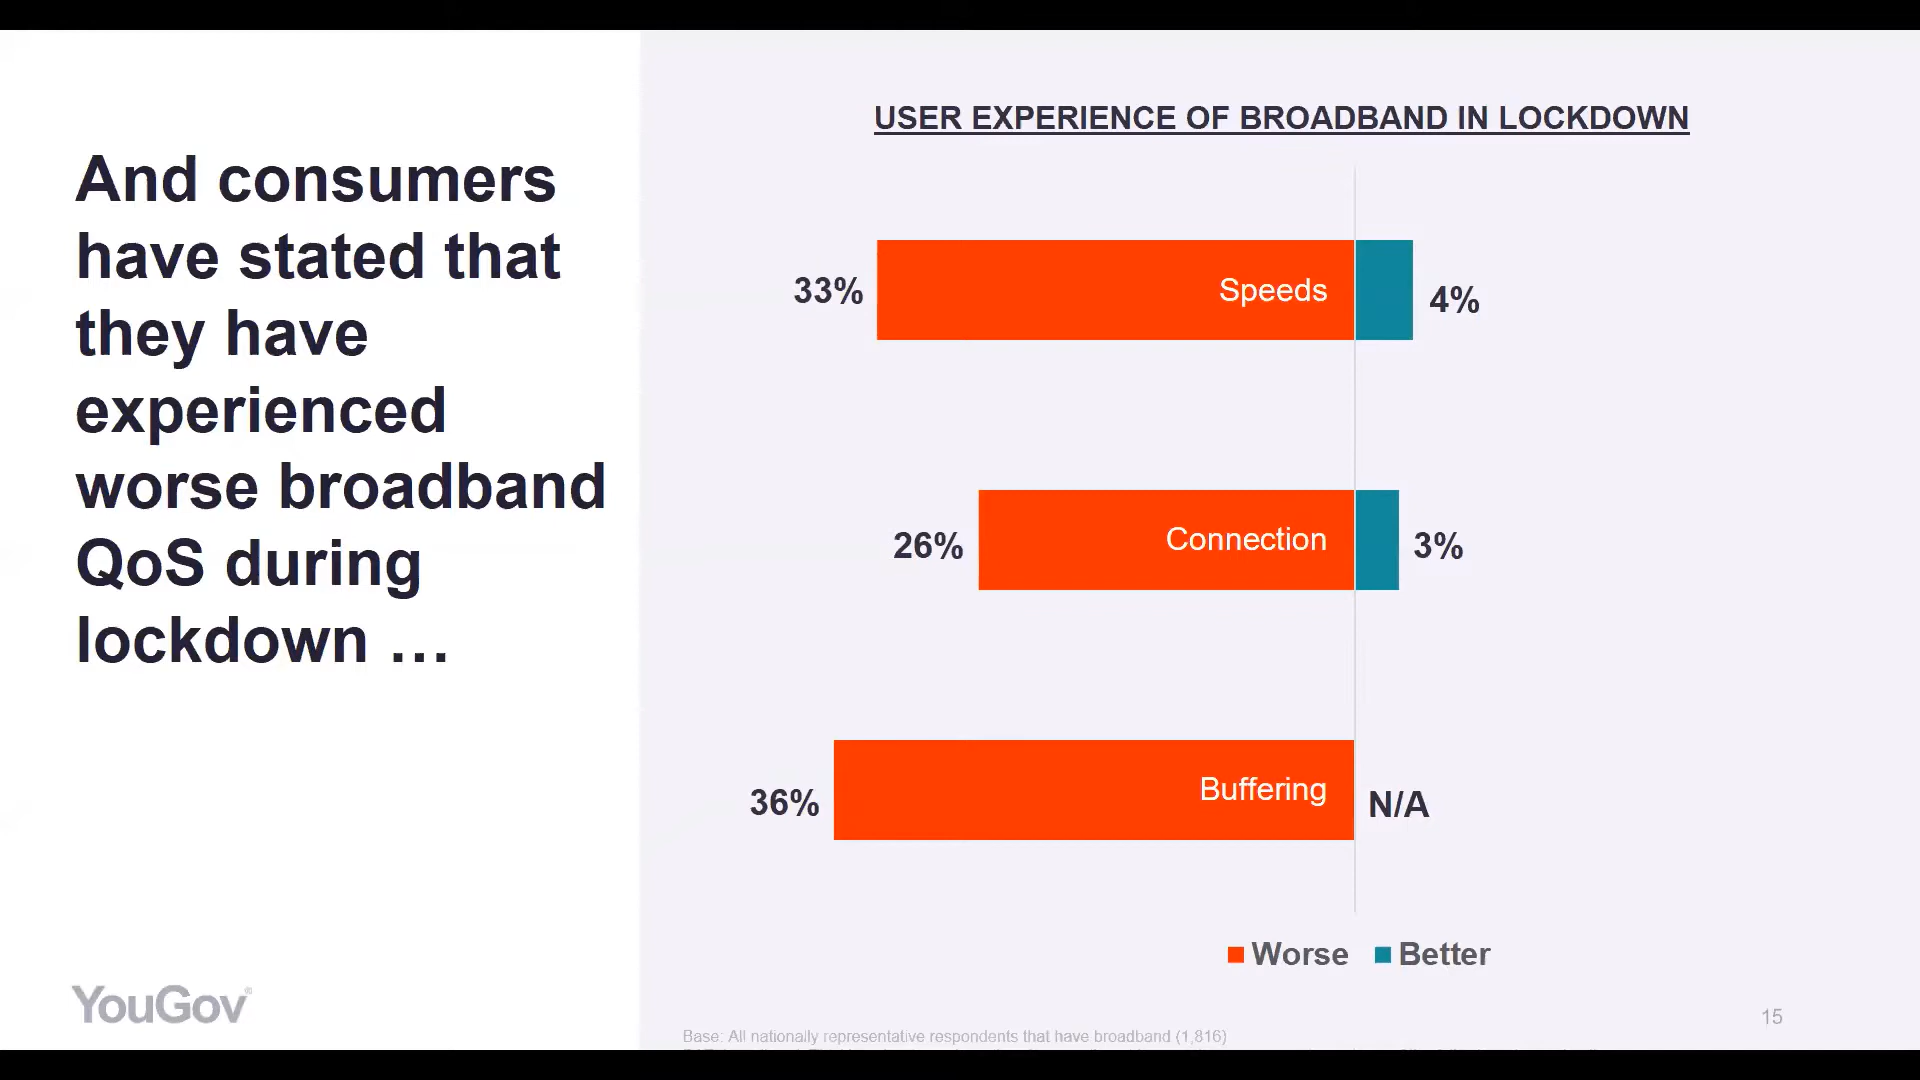 And consumers
have stated that
they have
experienced
worse broadband
QoS during
lockdown …
YouGov®
USER EXPERIENCE OF BROADBAND IN LOCKDOWN
33% Speeds 4%
26% Connection 3%
36% Buffering N/A
Worse Better
15
Base: All nationally representative respondents that have broadband (1,816)